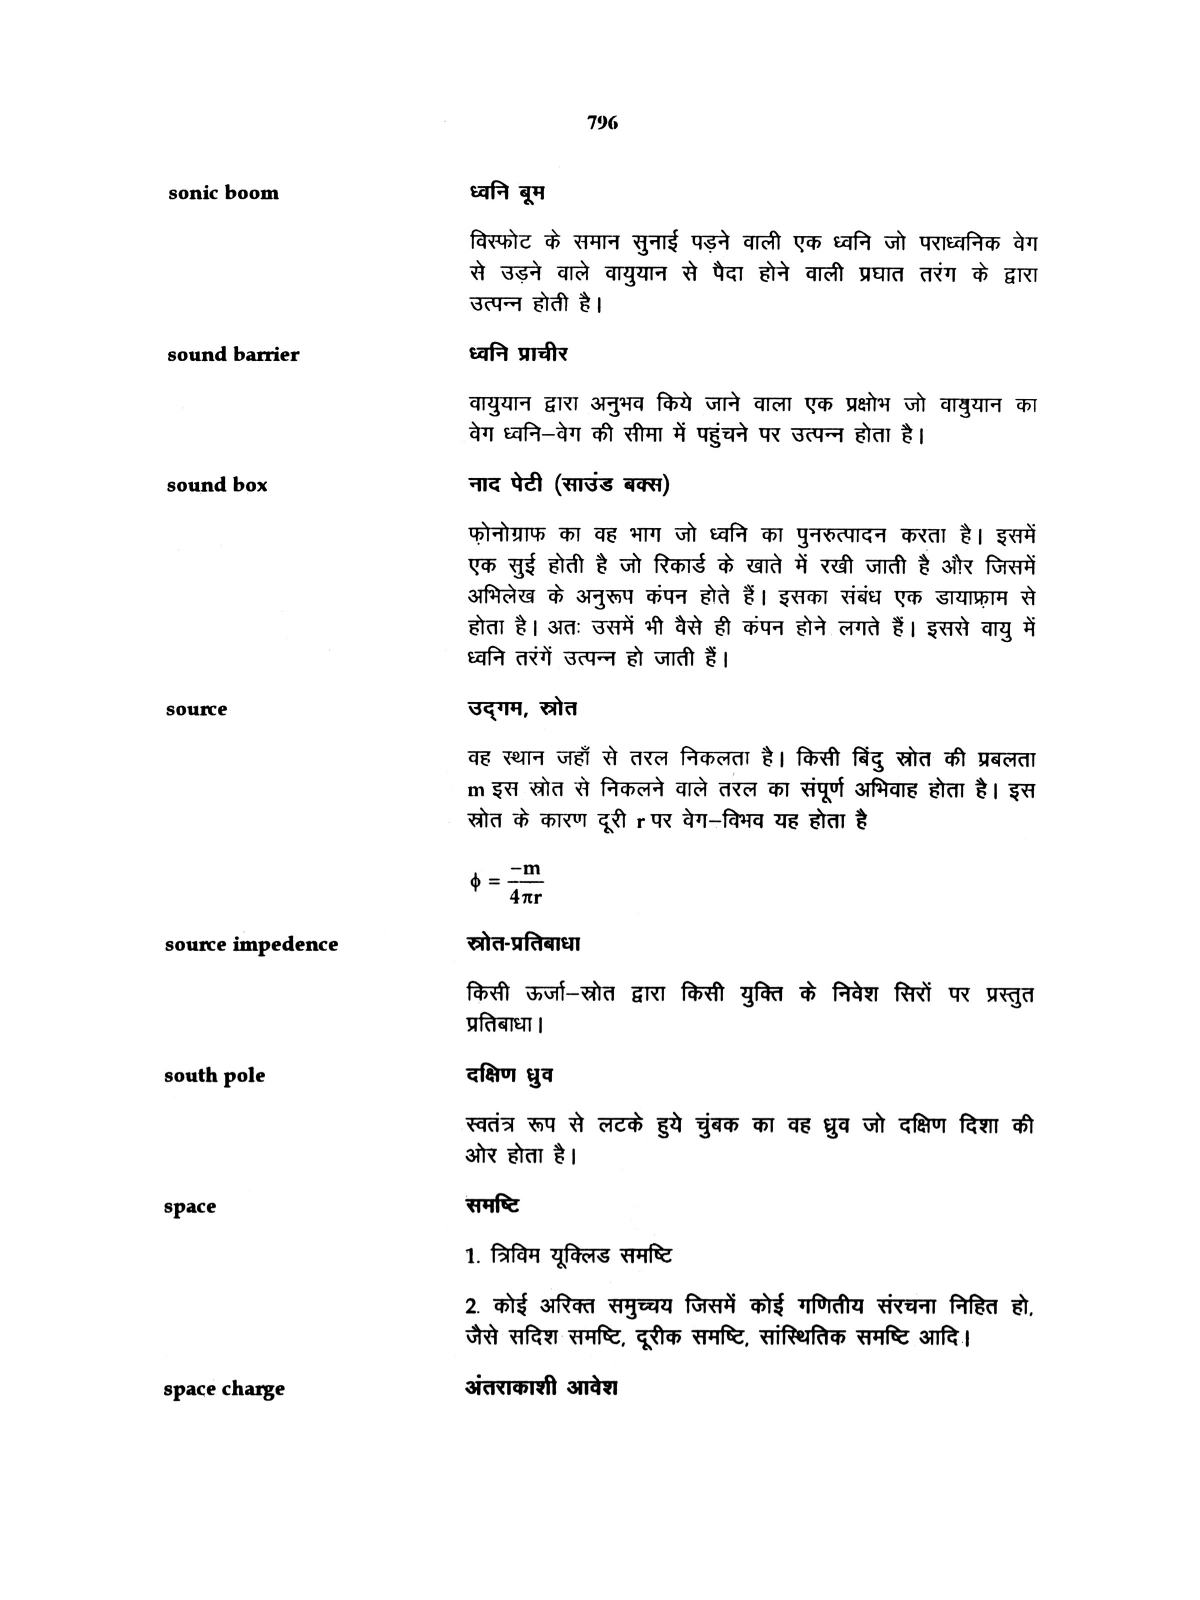 796
sonic boom ध्वनि बूम
विस्फोट के समान सुनाई पड़ने वाली एक ध्वनि जो पराध्वनिक वेग
से उड़ने वाले वायुयान से पैदा होने वाली प्रघात तरंग के द्वारा
उत्पन्न होती है।
sound barrier ध्वनि प्राचीर
वायुयान द्वारा अनुभव किये जाने वाला एक प्रक्षोभ जो वायुयान का
वेग ध्वनि–वेग की सीमा में पहुंचने पर उत्पन्न होता है।
sound box नाद पेटी (साउंड बक्स)
फ़ोनोग्राफ का वह भाग जो ध्वनि का पुनरुत्पादन करता है। इसमें
एक सुई होती है जो रिकार्ड के खाते में रखी जाती है और जिसमें
अभिलेख के अनुरूप कंपन होते हैं। इसका संबंध एक डायाफ्राम से
होता है। अतः उसमें भी वैसे ही कंपन होने लगते हैं। इससे वायु में
ध्वनि तरंगें उत्पन्न हो जाती हैं।
source उद्गम, स्रोत
वह स्थान जहाँ से तरल निकलता है। किसी बिंदु स्रोत की प्रबलता
m इस स्रोत से निकलने वाले तरल का संपूर्ण अभिवाह होता है। इस
स्रोत के कारण दूरी r पर वेग–विभव यह होता है
ϕ = −m / 4πr
source impedence स्रोत-प्रतिबाधा
किसी ऊर्जा–स्रोत द्वारा किसी युक्ति के निवेश सिरों पर प्रस्तुत
प्रतिबाधा।
south pole दक्षिण ध्रुव
स्वतंत्र रूप से लटके हुये चुंबक का वह ध्रुव जो दक्षिण दिशा की
ओर होता है।
space समष्टि
1. त्रिविम यूक्लिड समष्टि
2. कोई अरिक्त समुच्चय जिसमें कोई गणितीय संरचना निहित हो,
जैसे सदिश समष्टि, दूरीक समष्टि, सांस्थितिक समष्टि आदि।
space charge अंतराकाशी आवेश